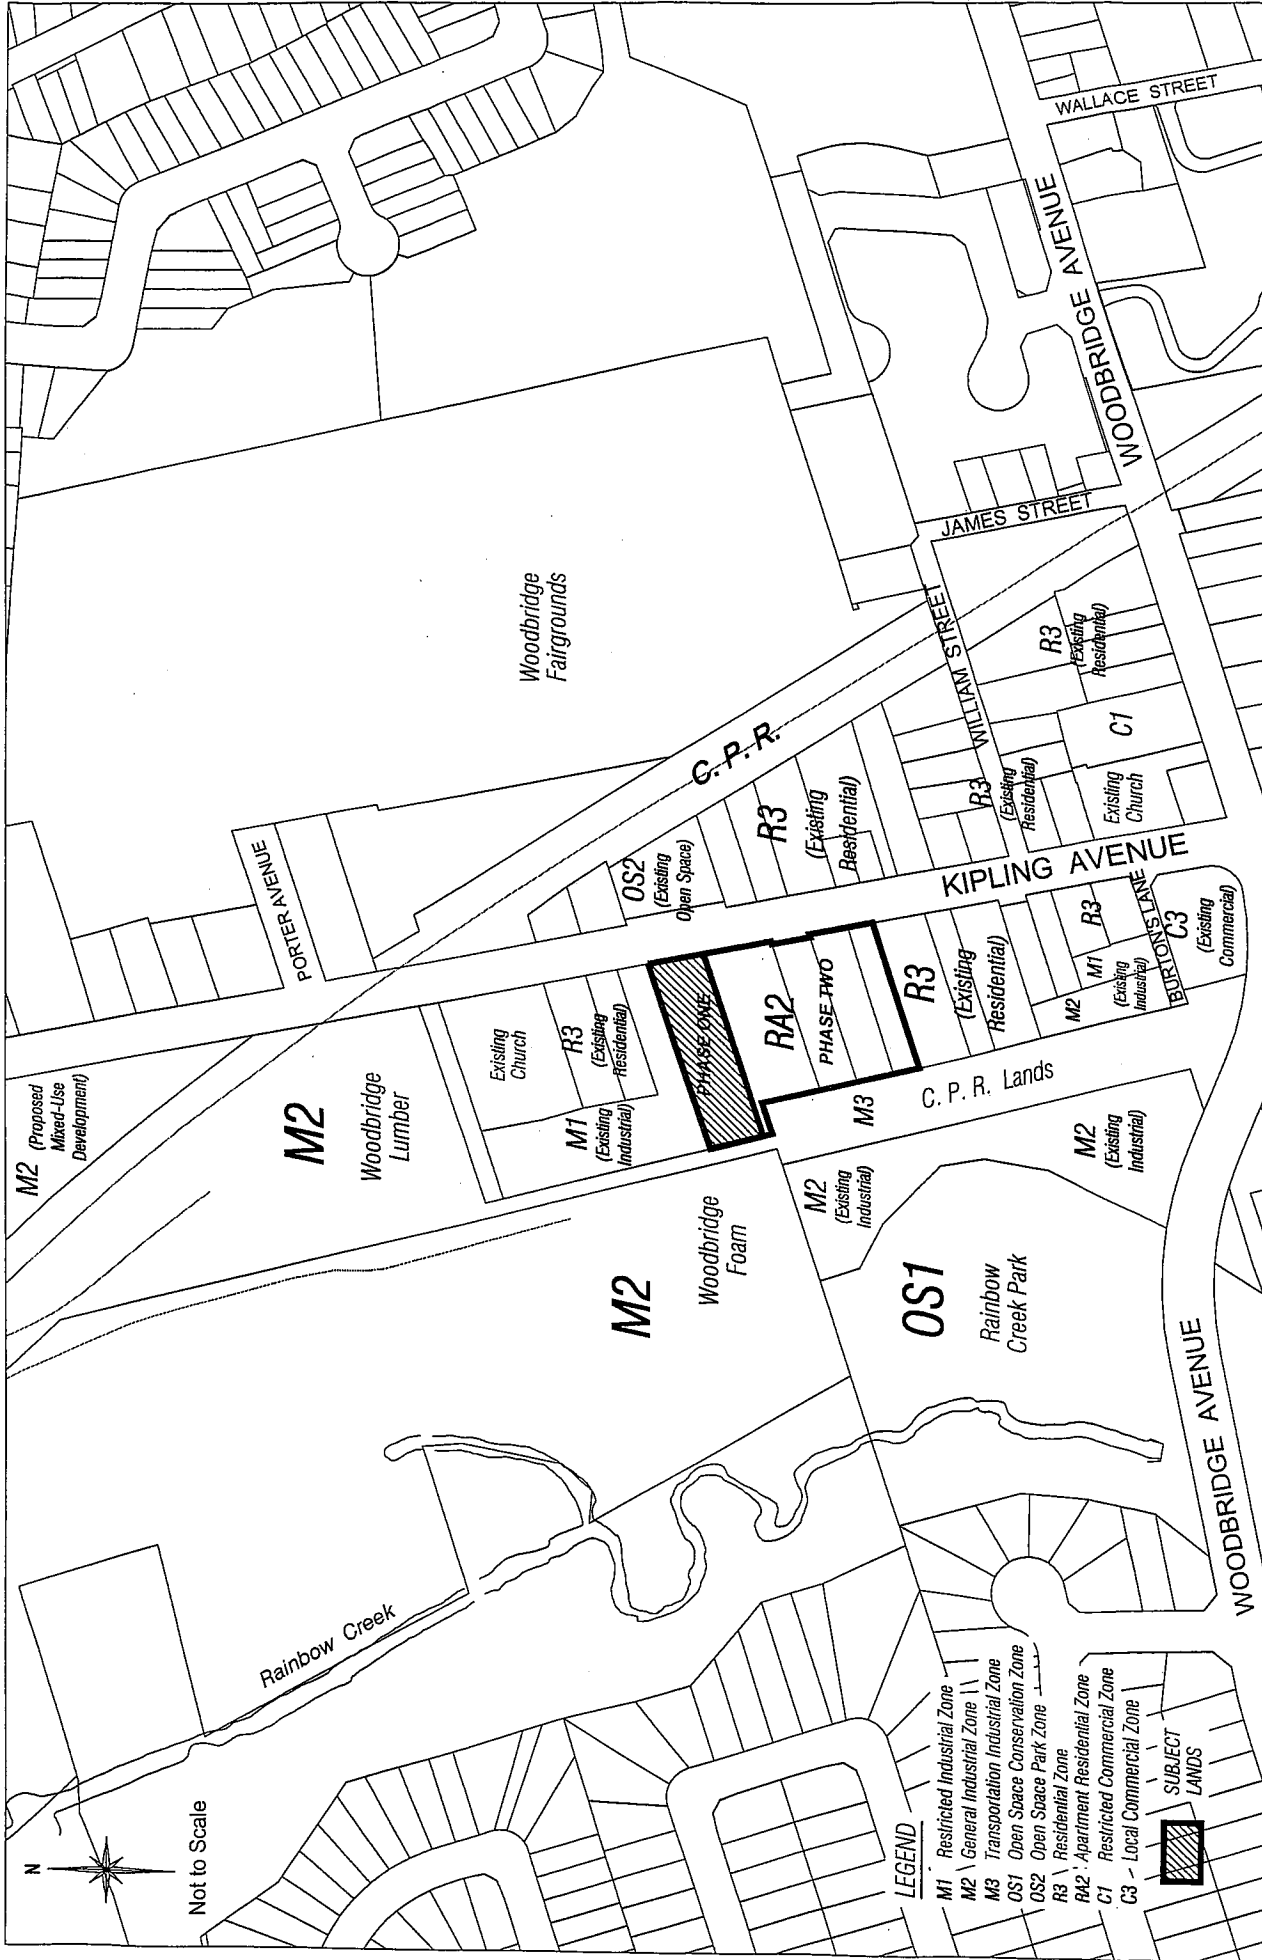 N
Not to Scale
Rainbow Creek
M2
(Proposed
Mixed-Use
Development)
M2
Woodbridge
Lumber
PORTER AVENUE
Woodbridge
Fairgrounds
Existing
Church
R3
(Existing
Residential)
M1
(Existing
Industrial)
OS2
(Existing
Open Space)
C. P. R.
M2
Woodbridge
Foam
PHASE ONE
RA2
PHASE TWO
R3
(Existing
Residential)
M3
C. P. R. Lands
M2
(Existing
Industrial)
OS1
Rainbow
Creek Park
M2
(Existing
Industrial)
R3
(Existing
Residential)
KIPLING AVENUE
M2
M1
(Existing
Industrial)
R3
BURTON'S LANE
C3
(Existing
Commercial)
R3
(Existing
Residential)
WILLIAM STREET
Existing
Church
C1
R3
(Existing
Residential)
JAMES STREET
WOODBRIDGE AVENUE
WALLACE STREET
WOODBRIDGE AVENUE
LEGEND
M1 Restricted Industrial Zone
M2 General Industrial Zone
M3 Transportation Industrial Zone
OS1 Open Space Conservation Zone
OS2 Open Space Park Zone
R3 Residential Zone
RA2 Apartment Residential Zone
C1 Restricted Commercial Zone
C3 Local Commercial Zone
SUBJECT
LANDS